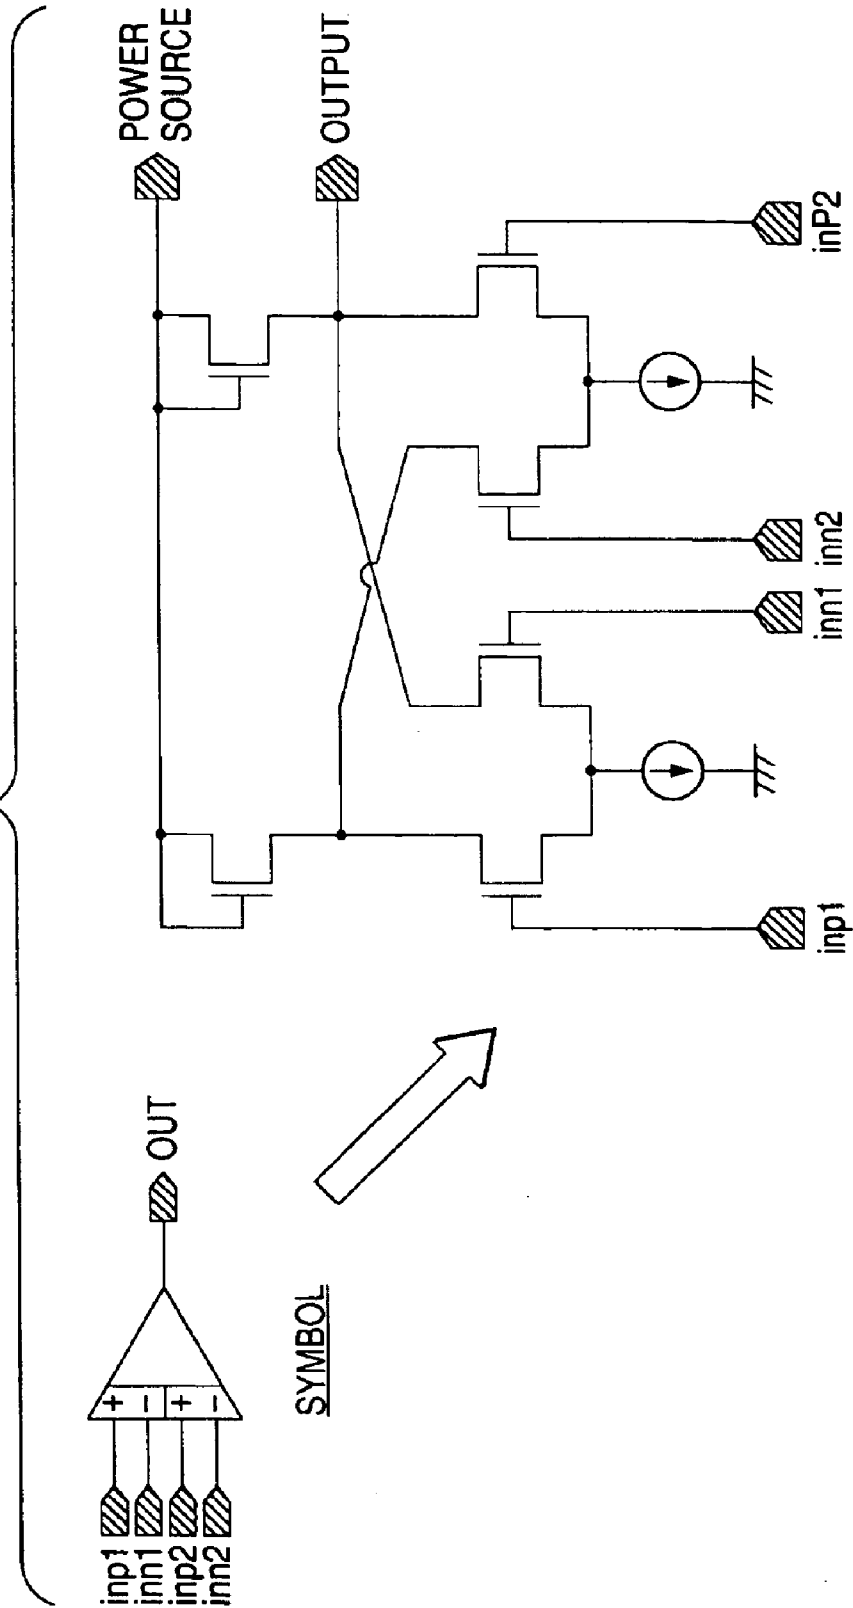 inp1
inn1
inp2
inn2
+
−
+
−
OUT
SYMBOL
POWER
SOURCE
OUTPUT
inp1
inn1
inn2
inP2